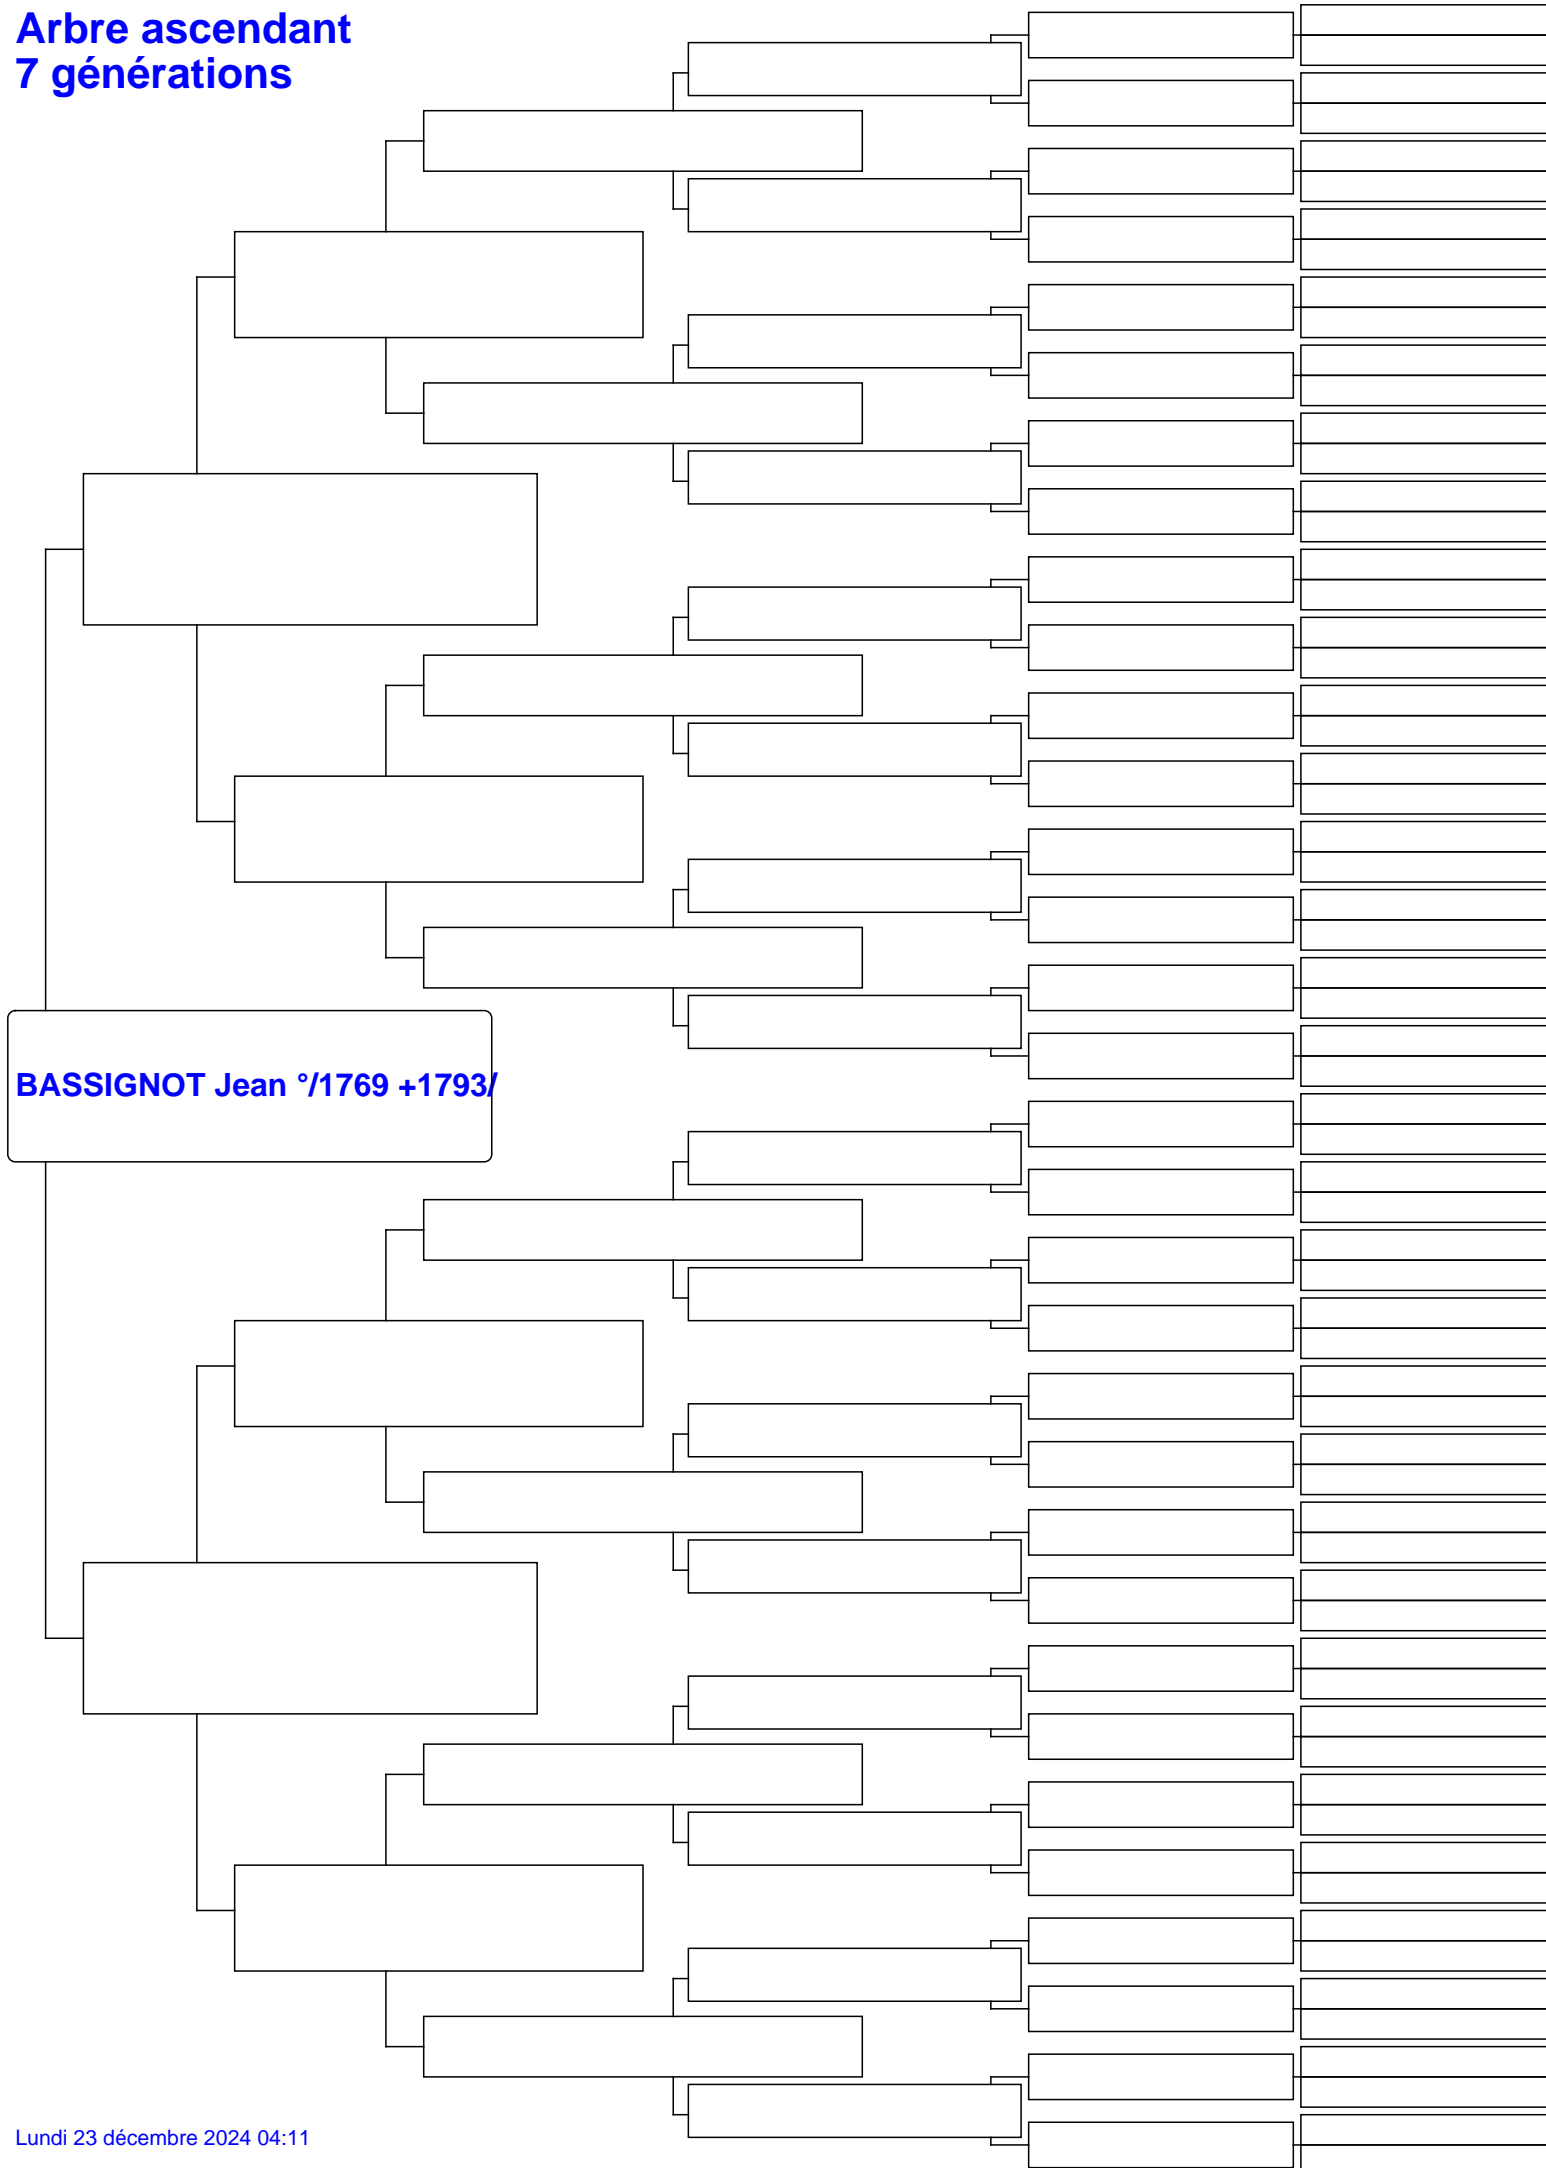 Arbre ascendant
7 générations
BASSIGNOT Jean °/1769 +1793/
Lundi 23 décembre 2024 04:11